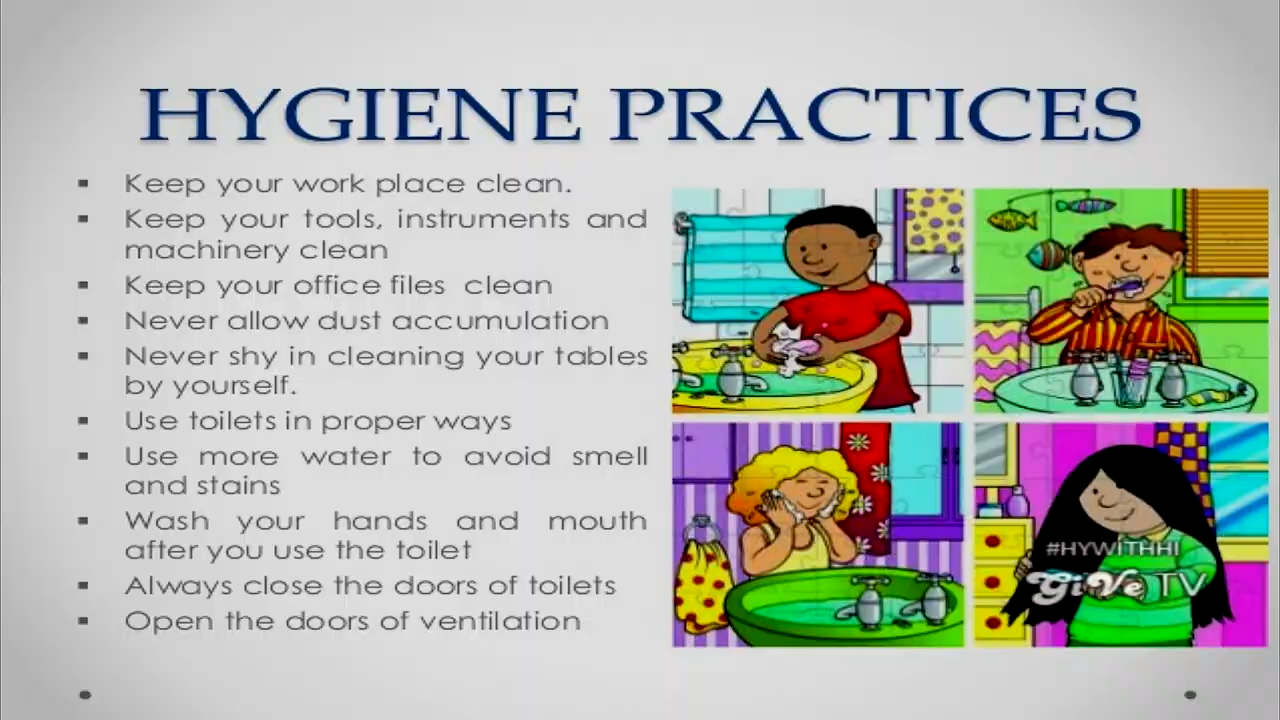 HYGIENE PRACTICES
▪ Keep your work place clean.
▪ Keep your tools, instruments and
machinery clean
▪ Keep your office files clean
▪ Never allow dust accumulation
▪ Never shy in cleaning your tables
by yourself.
▪ Use toilets in proper ways
▪ Use more water to avoid smell
and stains
▪ Wash your hands and mouth
after you use the toilet
▪ Always close the doors of toilets
▪ Open the doors of ventilation
#HYWITHHI
GiVe TV